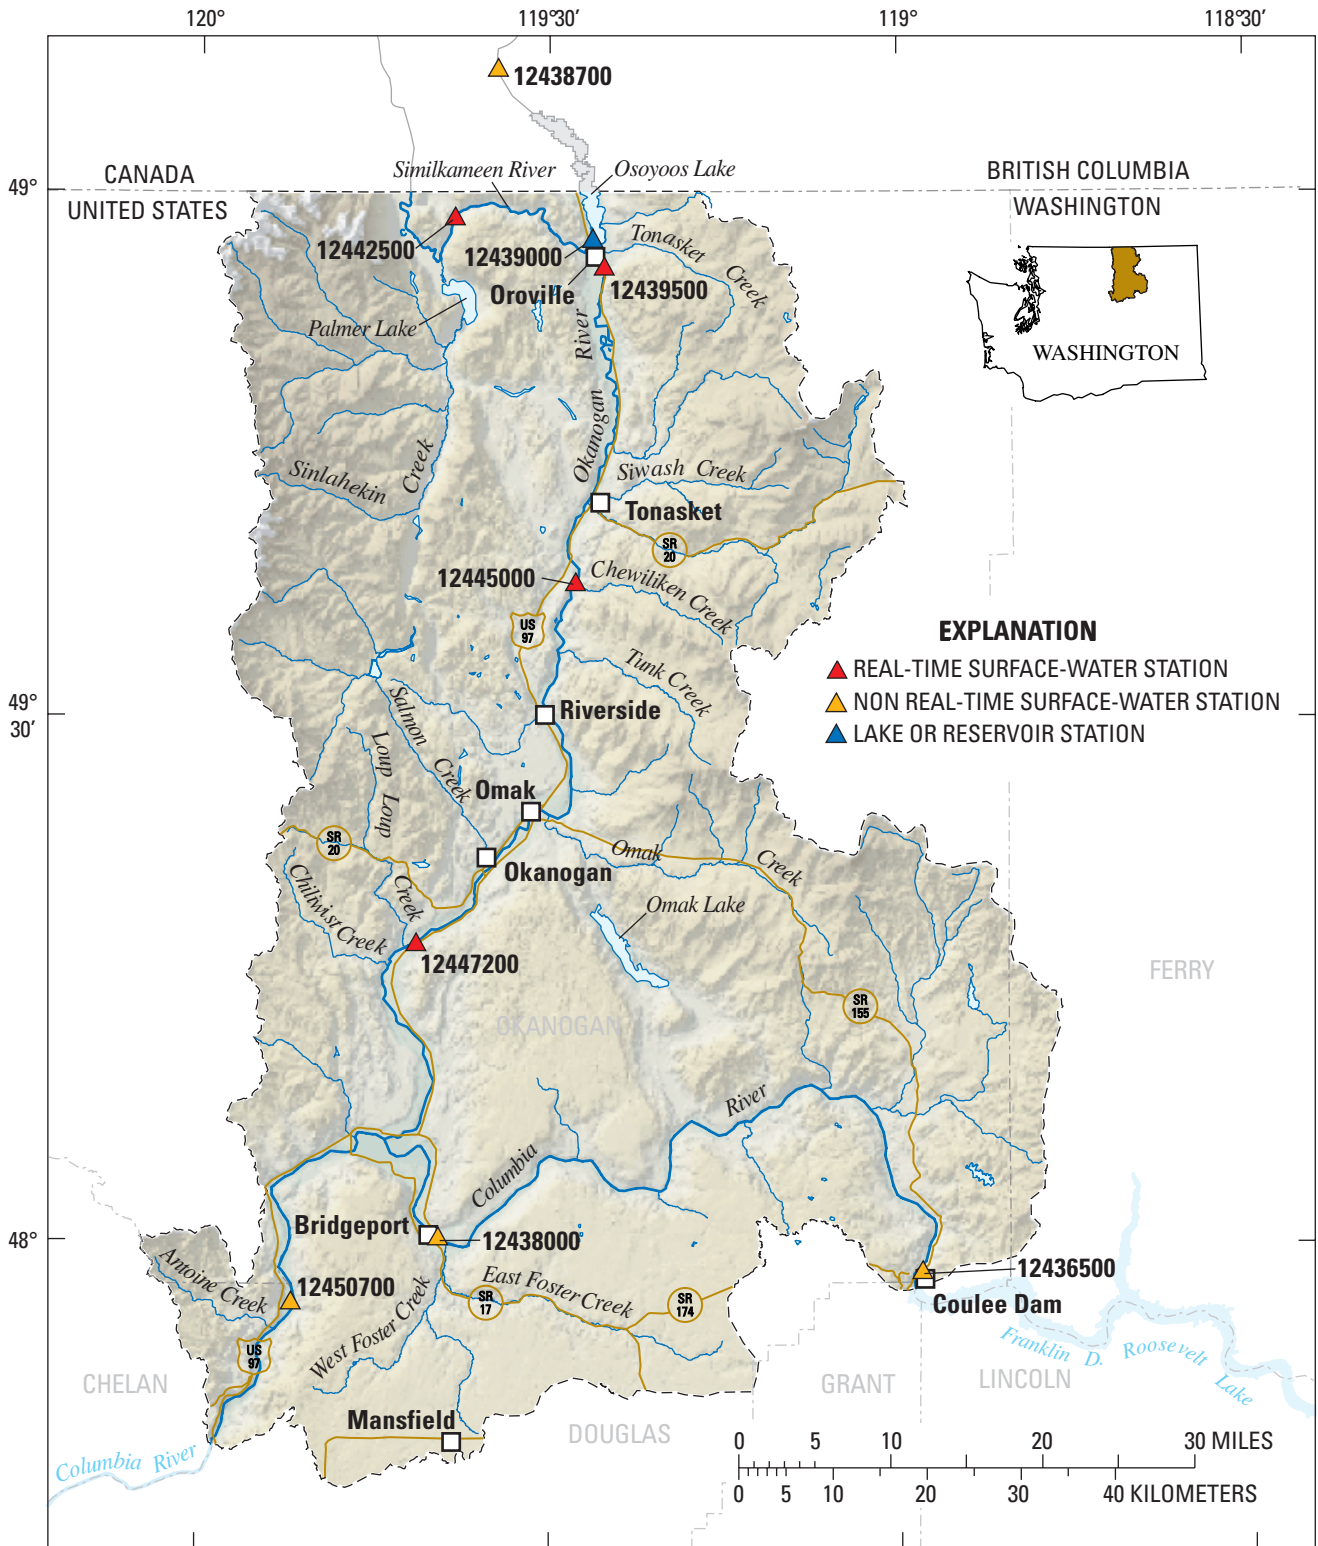 120°
119°30′
119°
118°30′
12438700
49°
CANADA
UNITED STATES
Similkameen River
Osoyoos Lake
BRITISH COLUMBIA
WASHINGTON
12442500
12439000
Tonasket Creek
Oroville
12439500
Palmer Lake
Okanogan River
WASHINGTON
Sinlahekin Creek
Siwash Creek
Tonasket
SR
20
12445000
Chewiliken Creek
US
97
EXPLANATION
REAL-TIME SURFACE-WATER STATION
NON REAL-TIME SURFACE-WATER STATION
LAKE OR RESERVOIR STATION
Tunk Creek
49°
30′
Riverside
Salmon Creek
Loup Loup Creek
Omak
SR
20
Omak Creek
Okanogan
Chiliwist Creek
Omak Lake
12447200
FERRY
OKANOGAN
SR
155
Columbia River
48°
Bridgeport
12438000
12436500
Antoine Creek
12450700
East Foster Creek
SR
17
SR
174
Coulee Dam
West Foster Creek
US
97
Franklin D. Roosevelt Lake
CHELAN
GRANT
LINCOLN
Mansfield
DOUGLAS
Columbia River
0 5 10 20 30 MILES
0 5 10 20 30 40 KILOMETERS